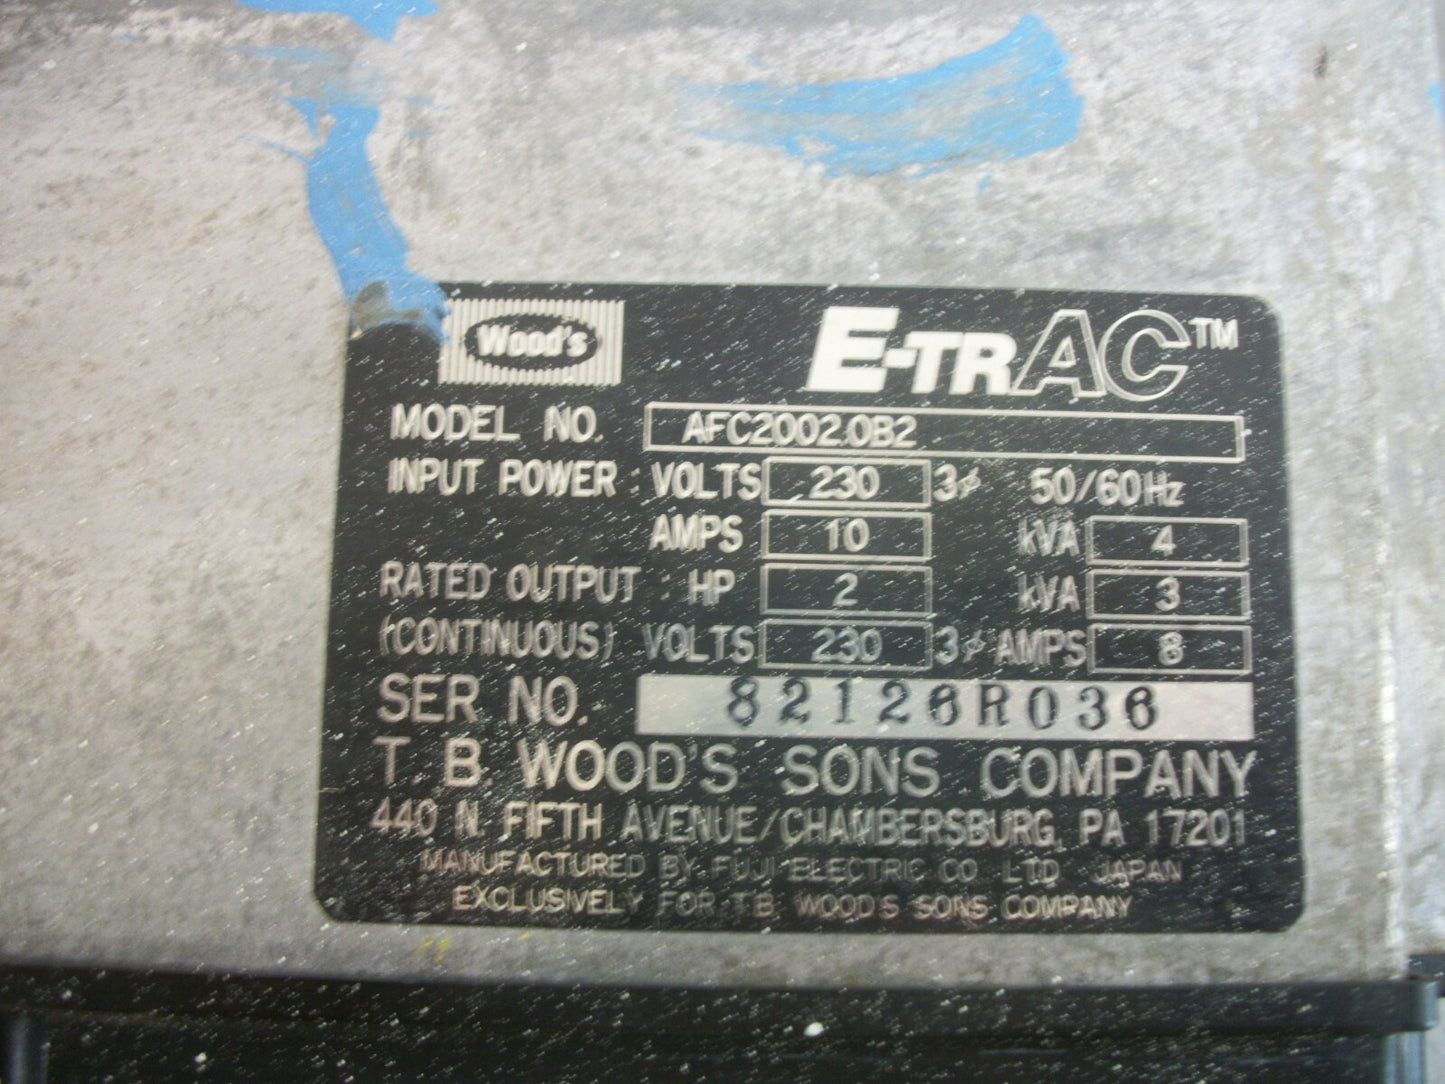 Wood's E-TRAC™
MODEL NO. AFC2002.0B2
INPUT POWER : VOLTS 230 3ø 50/60Hz
AMPS 10 kVA 4
RATED OUTPUT : HP 2 kVA 3
(CONTINUOUS) VOLTS 230 3ø AMPS 8
SER NO. 82126R036
T. B. WOOD'S SONS COMPANY
440 N. FIFTH AVENUE/CHAMBERSBURG, PA 17201
MANUFACTURED BY FUJI ELECTRIC CO. LTD. JAPAN
EXCLUSIVELY FOR T.B. WOOD'S SONS COMPANY